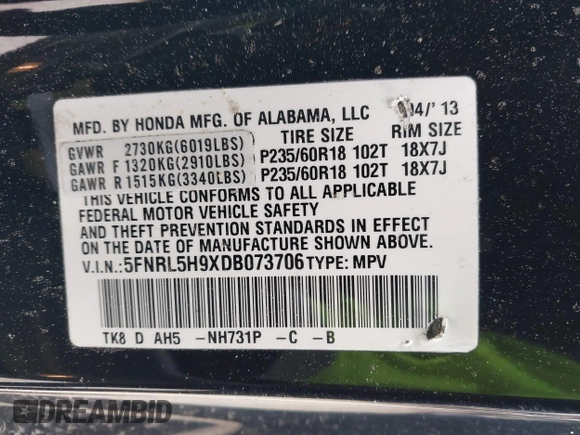 MFD. BY HONDA MFG. OF ALABAMA, LLC 04/'13
GVWR 2730KG(6019LBS) TIRE SIZE RIM SIZE
GAWR F 1320KG(2910LBS) P235/60R18 102T 18X7J
GAWR R 1515KG(3340LBS) P235/60R18 102T 18X7J
THIS VEHICLE CONFORMS TO ALL APPLICABLE
FEDERAL MOTOR VEHICLE SAFETY
AND THEFT PREVENTION STANDARDS IN EFFECT
ON THE DATE OF MANUFACTURE SHOWN ABOVE.
V.I.N.:5FNRL5H9XDB073706 TYPE: MPV
TK8 D AH5 -NH731P -C -B
DREAMBID